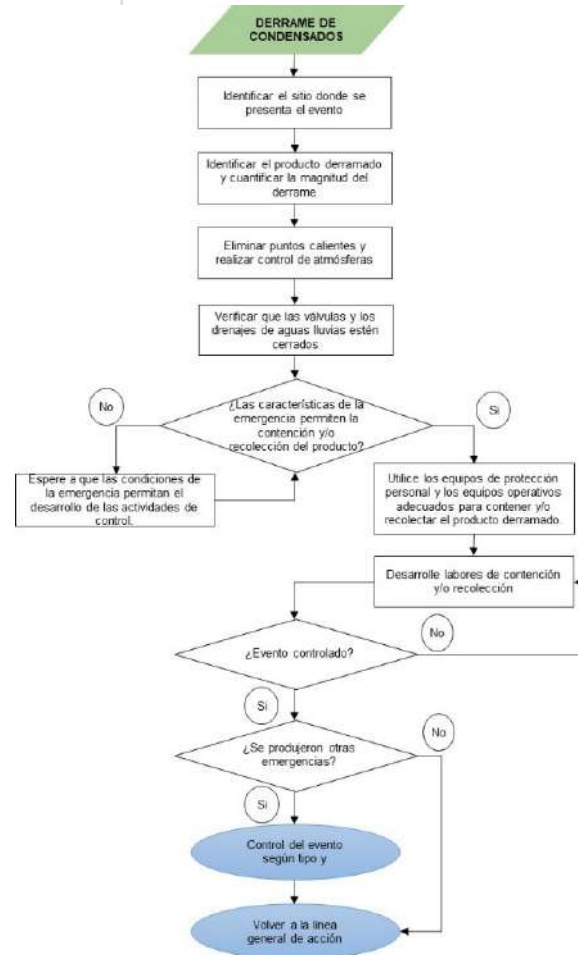 DERRAME DE
CONDENSADOS
Identificar el sitio donde se
presenta el evento
Identificar el producto derramado
y cuantificar la magnitud del
derrame
Eliminar puntos calientes y
realizar control de atmósferas
Verificar que las válvulas y los
drenajes de aguas lluvias estén
cerrados
No
¿Las características de la
emergencia permiten la
contención y/o
recolección del producto?
Si
Espere a que las condiciones de
la emergencia permitan el
desarrollo de las actividades de
control.
Utilice los equipos de protección
personal y los equipos operativos
adecuados para contener y/o
recolectar el producto derramado.
Desarrolle labores de contención
y/o recolección
No
¿Evento controlado?
Si
No
¿Se produjeron otras
emergencias?
Si
Control del evento
según tipo y
Volver a la línea
general de acción